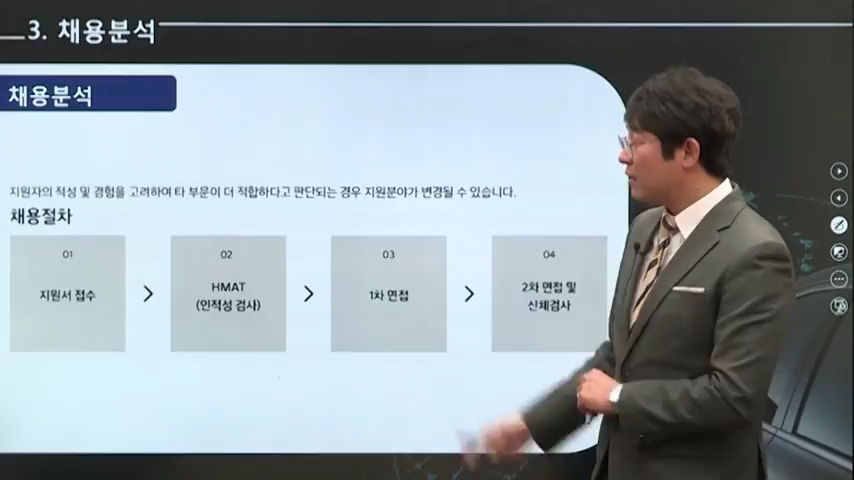 3. 채용분석
채용분석
지원자의 적성 및 경험을 고려하여 타 부문이 더 적합하다고 판단되는 경우 지원분야가 변경될 수 있습니다.
채용절차
01
지원서 접수
02
HMAT
(인적성 검사)
03
1차 면접
04
2차 면접 및
신체검사